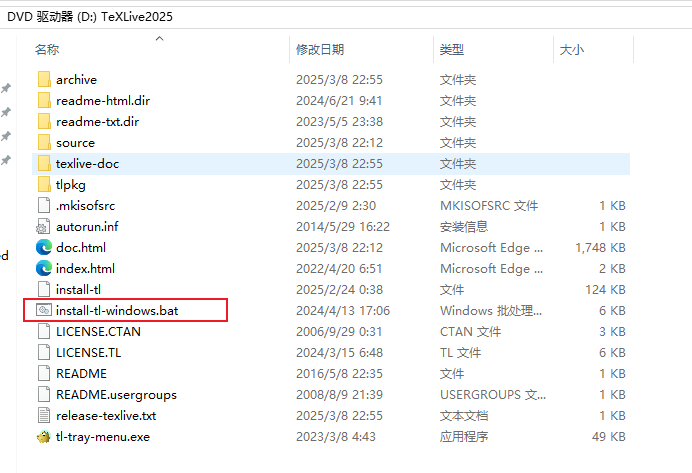 DVD 驱动器 (D:) TeXLive2025
名称 修改日期 类型 大小
archive 2025/3/8 22:55 文件夹
readme-html.dir 2024/6/21 9:41 文件夹
readme-txt.dir 2023/5/5 23:38 文件夹
source 2025/3/8 22:12 文件夹
texlive-doc 2025/3/8 22:55 文件夹
tlpkg 2025/3/8 22:55 文件夹
.mkisofsrc 2025/2/9 2:30 MKISOFSRC 文件 1 KB
autorun.inf 2014/5/29 16:22 安装信息 1 KB
ed doc.html 2025/3/8 22:12 Microsoft Edge ... 1,748 KB
index.html 2022/4/20 6:51 Microsoft Edge ... 2 KB
install-tl 2025/2/24 0:38 文件 124 KB
install-tl-windows.bat 2024/4/13 17:06 Windows 批处理... 6 KB
LICENSE.CTAN 2006/9/29 0:31 CTAN 文件 3 KB
LICENSE.TL 2024/3/15 6:48 TL 文件 6 KB
README 2016/5/8 22:35 文件 1 KB
README.usergroups 2008/8/9 21:39 USERGROUPS 文... 1 KB
release-texlive.txt 2025/3/8 22:55 文本文档 1 KB
tl-tray-menu.exe 2023/3/8 4:43 应用程序 49 KB